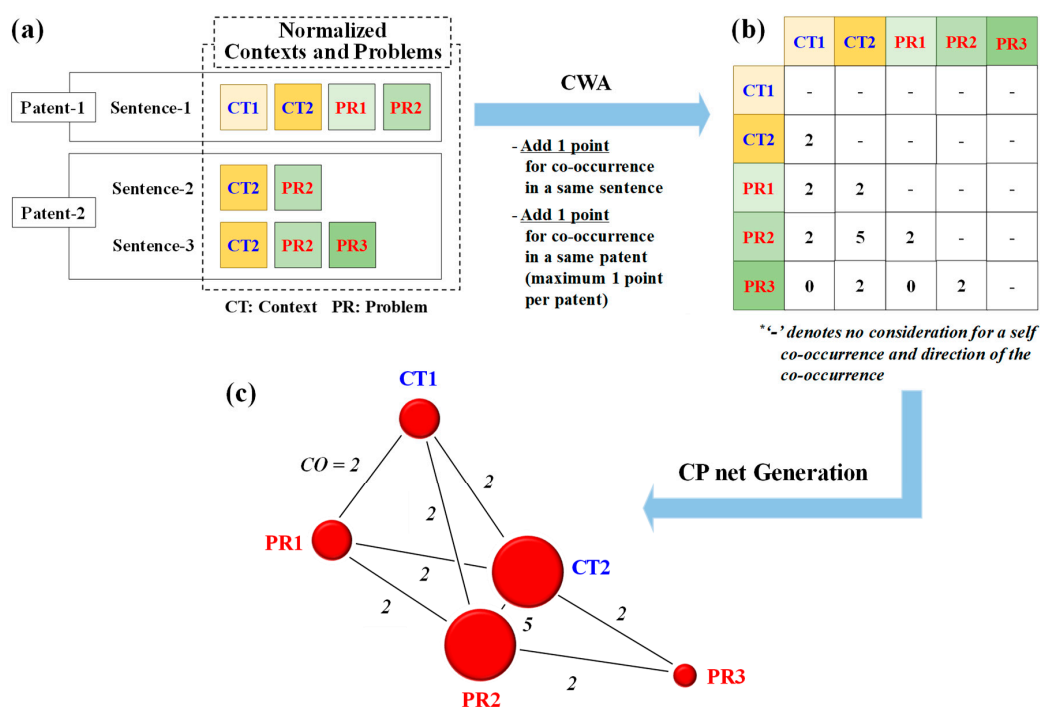 (a)
Normalized
Contexts and Problems
Patent-1
Sentence-1
CT1 CT2 PR1 PR2
Patent-2
Sentence-2
CT2 PR2
Sentence-3
CT2 PR2 PR3
CT: Context PR: Problem
CWA
- Add 1 point
for co-occurrence
in a same sentence
- Add 1 point
for co-occurrence
in a same patent
(maximum 1 point
per patent)
(b)
CT1 CT2 PR1 PR2 PR3
CT1 - - - - -
CT2 2 - - - -
PR1 2 2 - - -
PR2 2 5 2 - -
PR3 0 2 0 2 -
*‘-’ denotes no consideration for a self
co-occurrence and direction of the
co-occurrence
CP net Generation
(c)
CT1
CO = 2
2
2
PR1
2
CT2
2
5
2
2
PR2
PR3